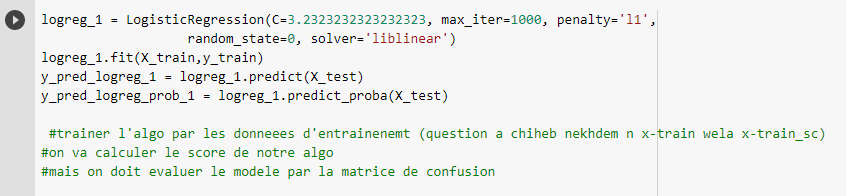 logreg_1 = LogisticRegression(C=3.2323232323232323, max_iter=1000, penalty='l1',
random_state=0, solver='liblinear')
logreg_1.fit(X_train,y_train)
y_pred_logreg_1 = logreg_1.predict(X_test)
y_pred_logreg_prob_1 = logreg_1.predict_proba(X_test)
#trainer l'algo par les donneees d'entrainenemt (question a chiheb nekhdem n x-train wela x-train_sc)
#on va calculer le score de notre algo
#mais on doit evaluer le modele par la matrice de confusion